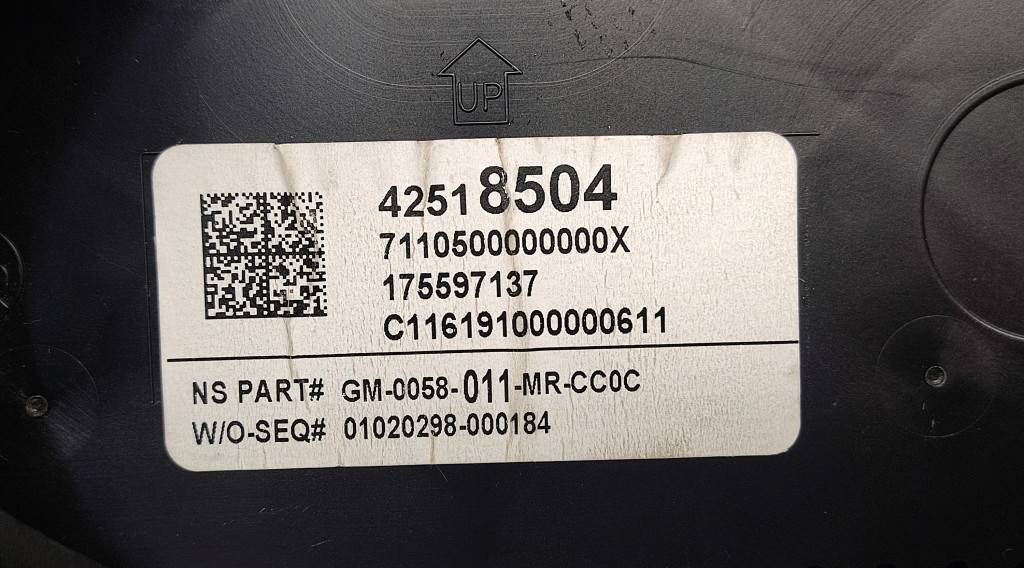 UP
42518504
7110500000000X
175597137
C116191000000611
NS PART# GM-0058-011-MR-CC0C
W/O-SEQ# 01020298-000184